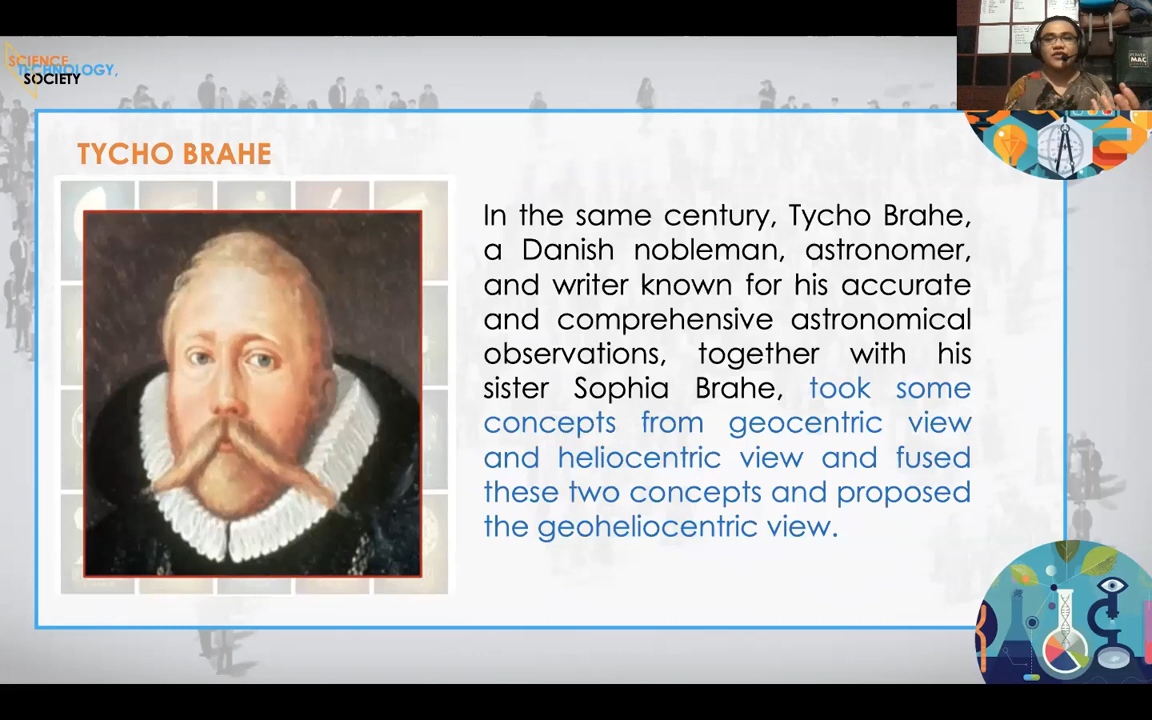 SCIENCE,
TECHNOLOGY,
SOCIETY
MAC
TYCHO BRAHE
In the same century, Tycho Brahe,
a Danish nobleman, astronomer,
and writer known for his accurate
and comprehensive astronomical
observations, together with his
sister Sophia Brahe, took some
concepts from geocentric view
and heliocentric view and fused
these two concepts and proposed
the geoheliocentric view.